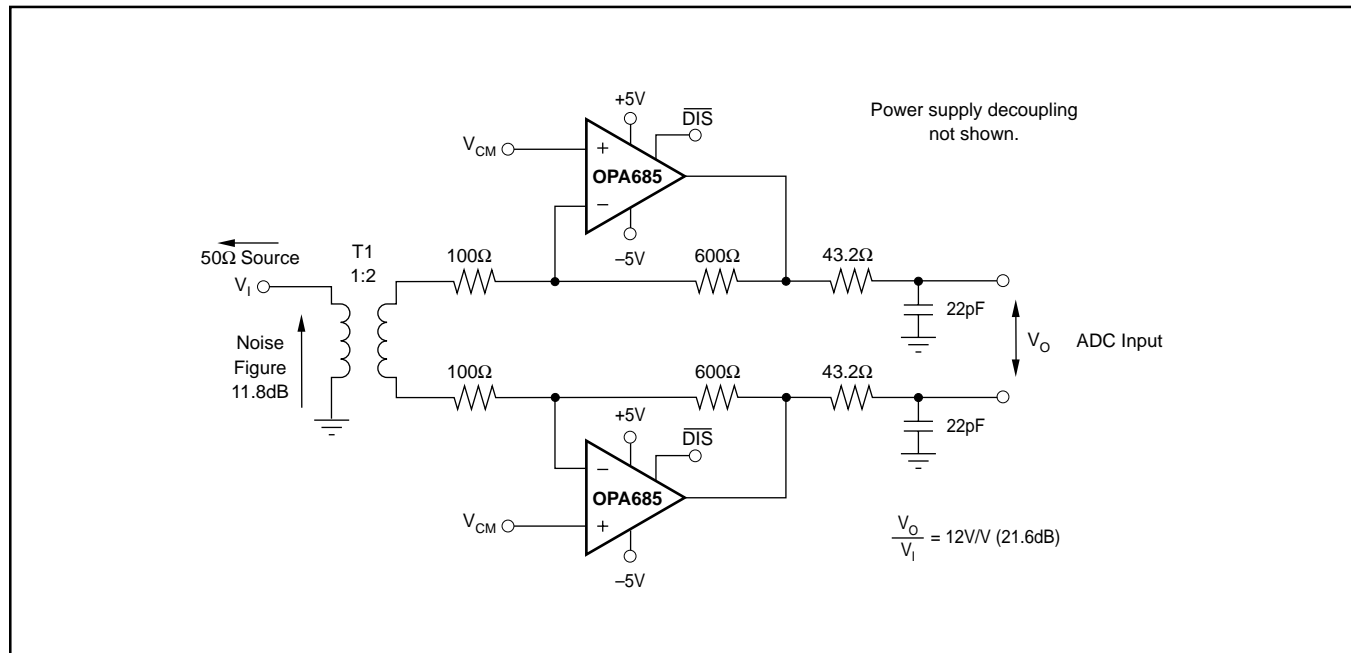 +5V
DIS
Power supply decoupling
not shown.
V_CM
+
OPA685
−
–5V
50Ω Source
T1
1:2
100Ω
600Ω
43.2Ω
V_I
22pF
Noise
Figure
11.8dB
V_O
ADC Input
100Ω
600Ω
43.2Ω
+5V
DIS
22pF
−
OPA685
V_CM
+
–5V
V_O
V_I
= 12V/V (21.6dB)